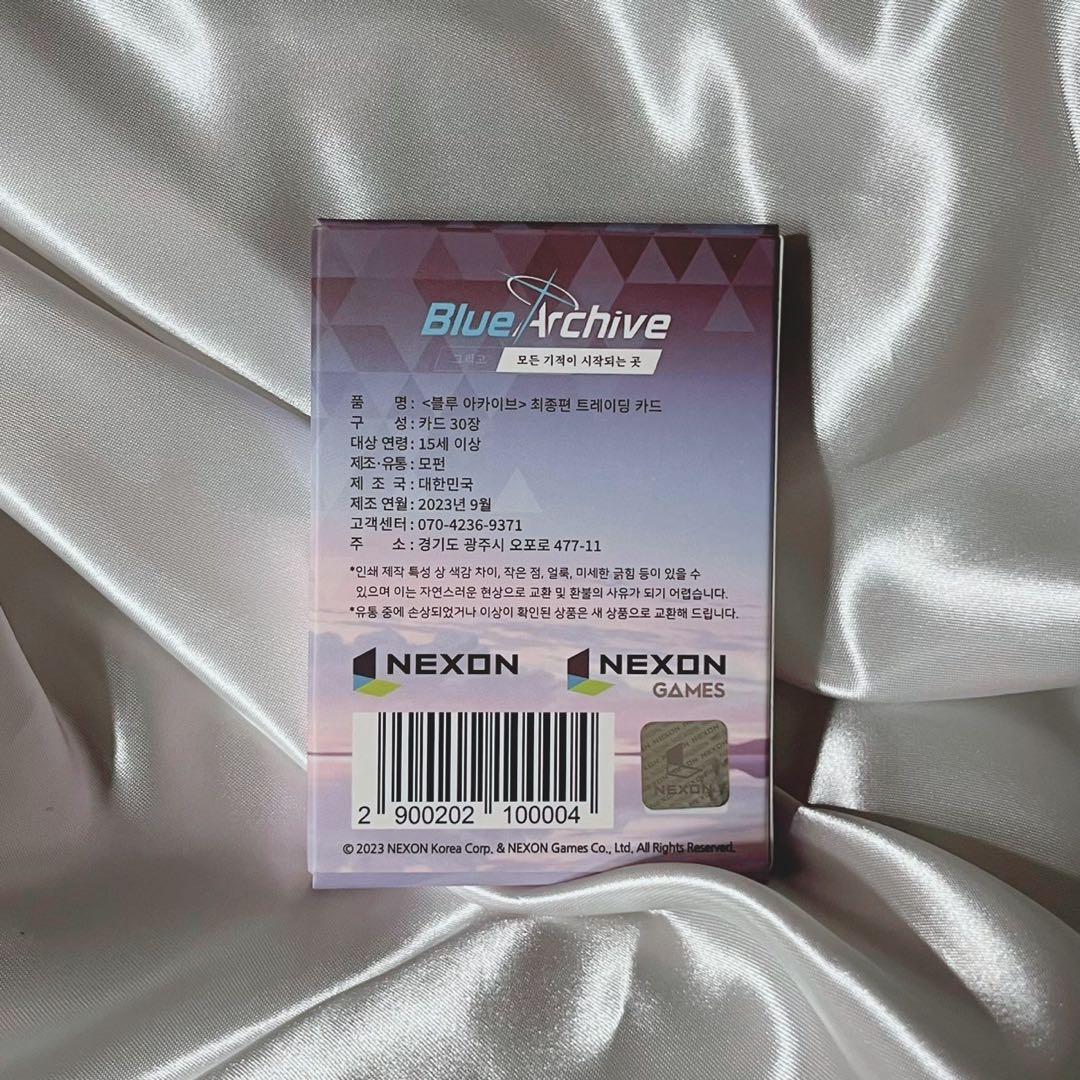 Blue Archive
그리고 모든 기적이 시작되는 곳
품 명 : <블루 아카이브> 최종편 트레이딩 카드
구 성 : 카드 30장
대상 연령 : 15세 이상
제조·유통 : 모펀
제 조 국 : 대한민국
제조 연월 : 2023년 9월
고객센터 : 070-4236-9371
주 소 : 경기도 광주시 오포로 477-11
*인쇄 제작 특성 상 색감 차이, 작은 점, 얼룩, 미세한 긁힘 등이 있을 수
있으며 이는 자연스러운 현상으로 교환 및 환불의 사유가 되기 어렵습니다.
*유통 중에 손상되었거나 이상이 확인된 상품은 새 상품으로 교환해 드립니다.
NEXON NEXON GAMES
NEXON
2 900202 100004
© 2023 NEXON Korea Corp. & NEXON Games Co., Ltd. All Rights Reserved.